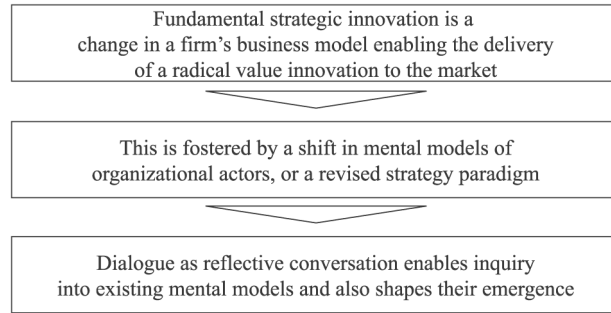 Fundamental strategic innovation is a
change in a firm's business model enabling the delivery
of a radical value innovation to the market
This is fostered by a shift in mental models of
organizational actors, or a revised strategy paradigm
Dialogue as reflective conversation enables inquiry
into existing mental models and also shapes their emergence